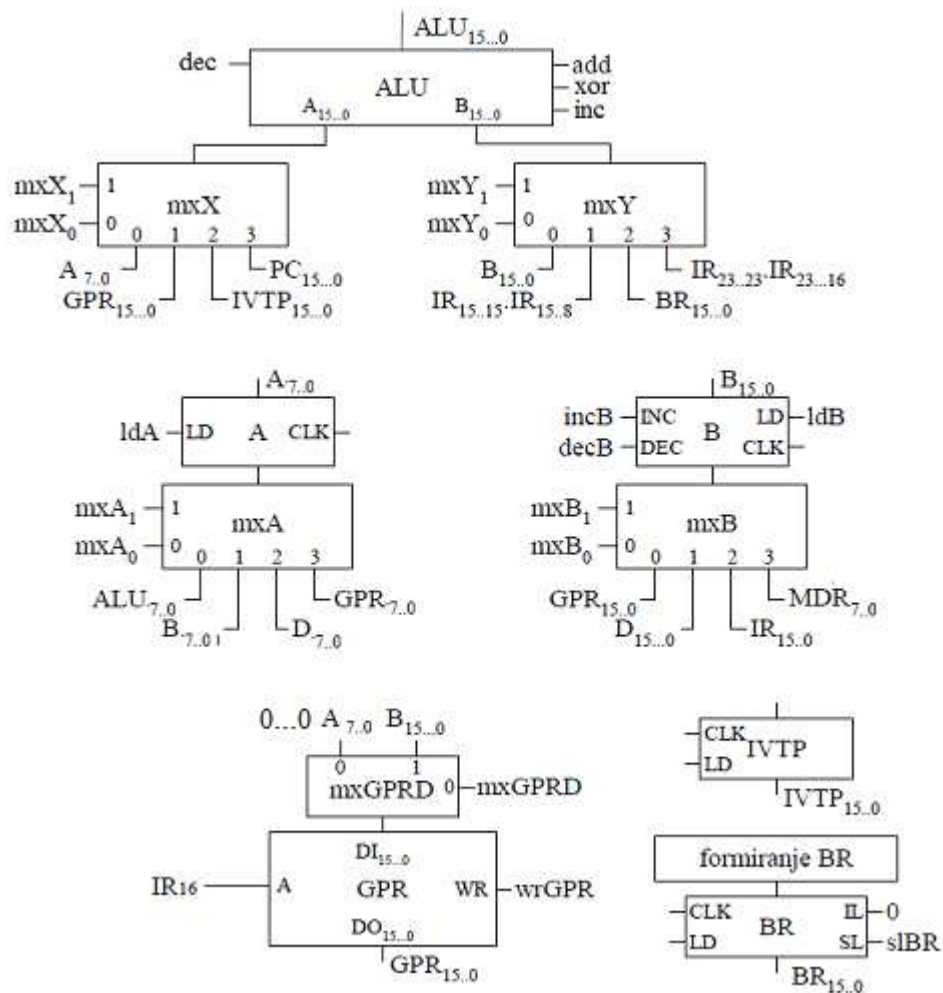 ALU15...0
dec
add
ALU
xor
A15...0 B15...0
inc
mxX1 1
mxX
mxX0 0
0 1 2 3
A7..0 PC15...0
GPR15...0 IVTP15...0
mxY1 1
mxY
mxY0 0
0 1 2 3
B15...0 IR23..23.IR23...16
IR15..15.IR15..8 BR15...0
A7..0
ldA LD A CLK
mxA1 1
mxA
mxA0 0
0 1 2 3
ALU7..0 GPR7..0
B7..0 D7..0
B15..0
incB INC LD ldB
B
decB DEC CLK
mxB1 1
mxB
mxB0 0
0 1 2 3
GPR15...0 MDR7..0
D15...0 IR15..0
0...0 A7..0 B15...0
0 1
mxGPRD 0 mxGPRD
DI15...0
IR16 A GPR WR wrGPR
DO15...0
GPR15...0
CLK
IVTP
LD
IVTP15..0
formiranje BR
CLK IL 0
BR
LD SL slBR
BR15...0